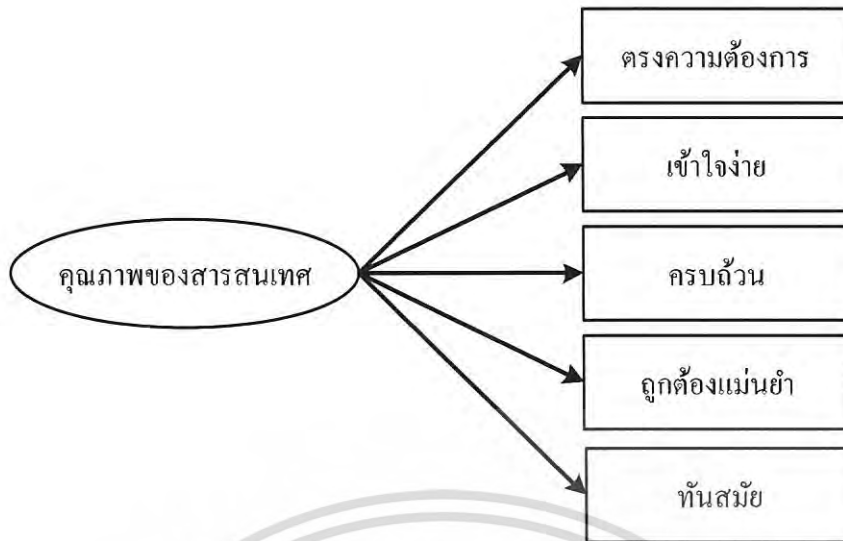 ตรงความต้องการ
เข้าใจง่าย
คุณภาพของสารสนเทศ
ครบถ้วน
ถูกต้องแม่นยำ
ทันสมัย